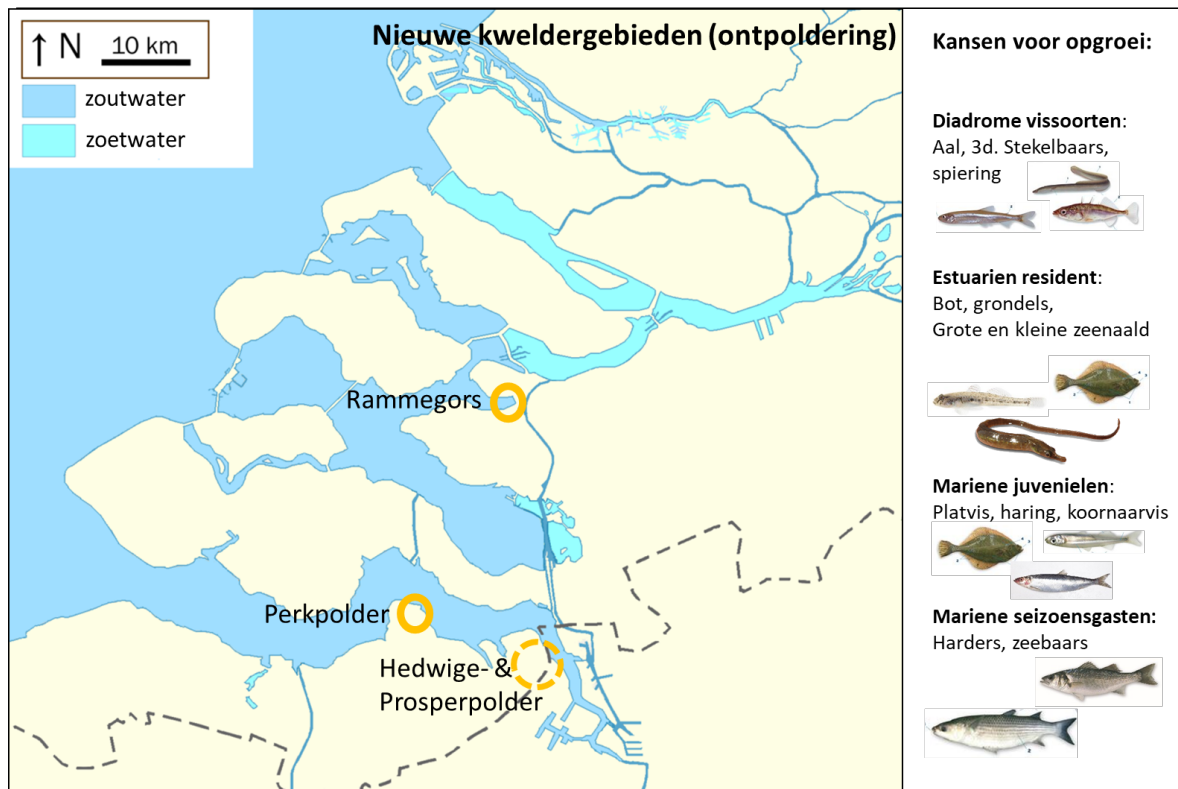 Nieuwe kweldergebieden (ontpoldering)
↑ N 10 km
zoutwater
zoetwater
Rammegors
Perkpolder
Hedwige- &
Prosperpolder
Kansen voor opgroei:
Diadrome vissoorten:
Aal, 3d. Stekelbaars,
spiering
Estuarien resident:
Bot, grondels,
Grote en kleine zeenaald
Mariene juvenielen:
Platvis, haring, koornaarvis
Mariene seizoensgasten:
Harders, zeebaars